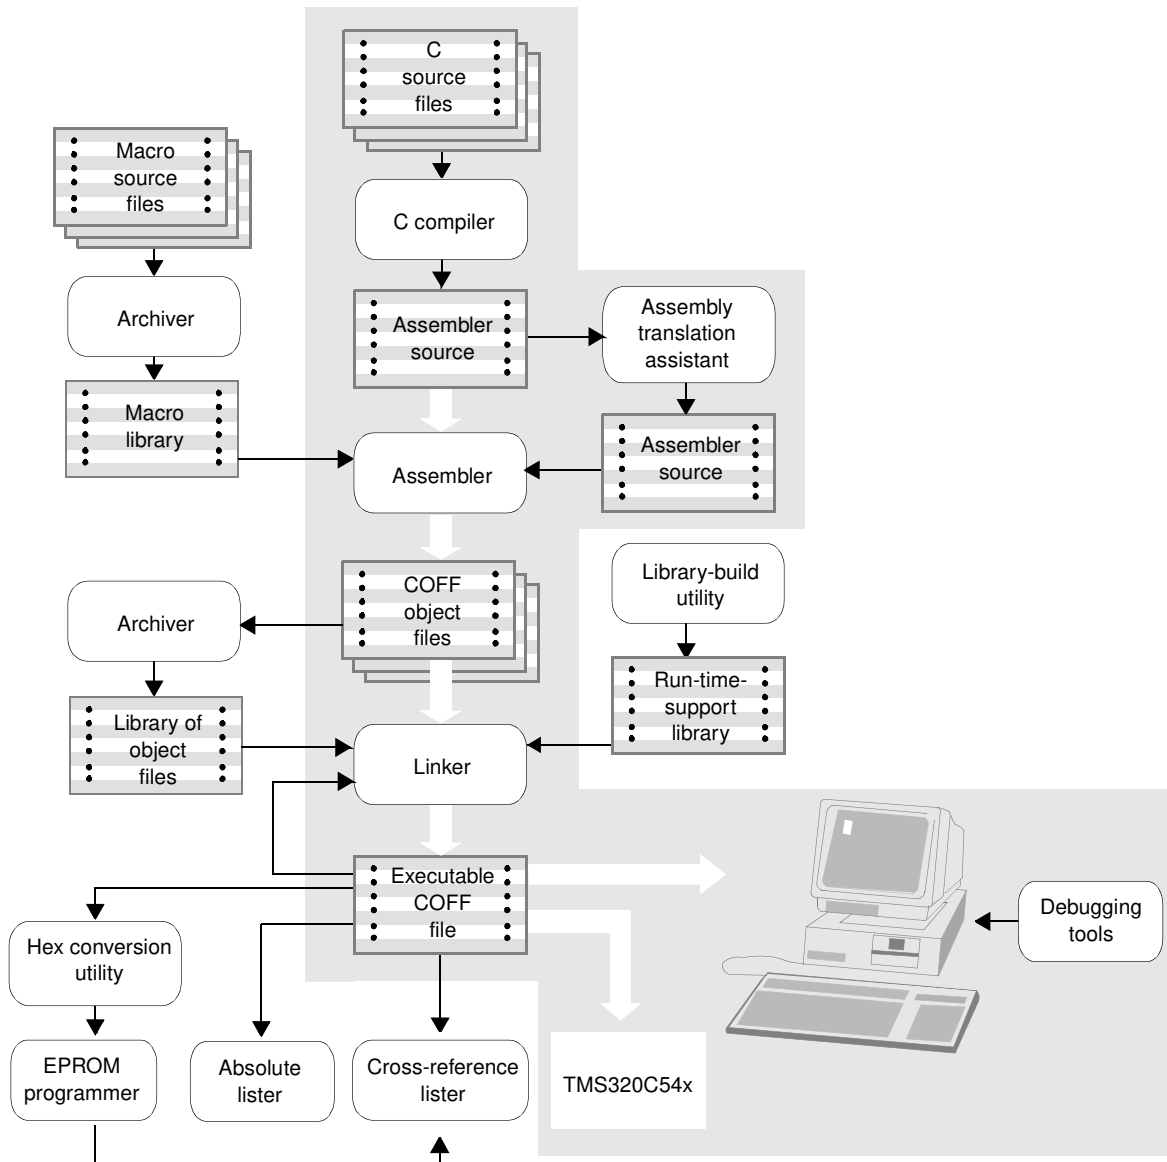 C
source
files
Macro
source
files
C compiler
Archiver
Assembler
source
Assembly
translation
assistant
Macro
library
Assembler
Assembler
source
Archiver
COFF
object
files
Library-build
utility
Library of
object
files
Linker
Run-time-
support
library
Executable
COFF
file
Debugging
tools
Hex conversion
utility
EPROM
programmer
Absolute
lister
Cross-reference
lister
TMS320C54x